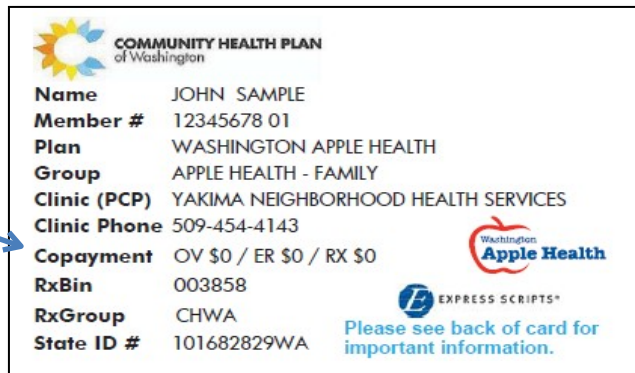 COMMUNITY HEALTH PLAN
of Washington
Name JOHN SAMPLE
Member # 12345678 01
Plan WASHINGTON APPLE HEALTH
Group APPLE HEALTH - FAMILY
Clinic (PCP) YAKIMA NEIGHBORHOOD HEALTH SERVICES
Clinic Phone 509-454-4143
Copayment OV $0 / ER $0 / RX $0
Washington
Apple Health
RxBin 003858
EXPRESS SCRIPTS®
RxGroup CHWA
State ID # 101682829WA
Please see back of card for
important information.